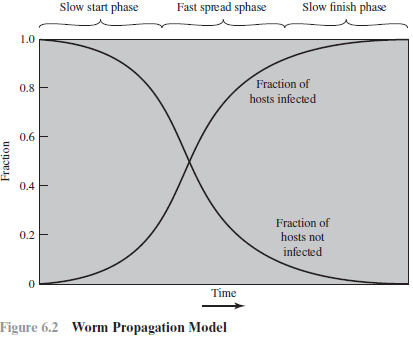 Slow start phase Fast spread sphase Slow finish phase
1.0
0.8
0.6
0.4
0.2
0
Fraction
Fraction of
hosts infected
Fraction of
hosts not
infected
Time
Figure 6.2 Worm Propagation Model